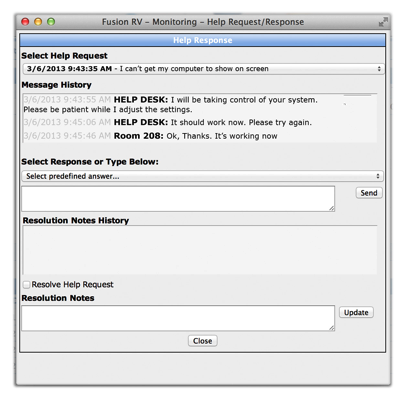 Fusion RV – Monitoring – Help Request/Response
Help Response
Select Help Request
3/6/2013 9:43:35 AM - I can't get my computer to show on screen
Message History
3/6/2013 9:43:55 AM HELP DESK: I will be taking control of your system.
Please be patient while I adjust the settings.
3/6/2013 9:45:06 AM HELP DESK: It should work now. Please try again.
3/6/2013 9:45:46 AM Room 208: Ok, Thanks. It's working now
Select Response or Type Below:
Select predefined answer...
Send
Resolution Notes History
Resolve Help Request
Resolution Notes
Update
Close